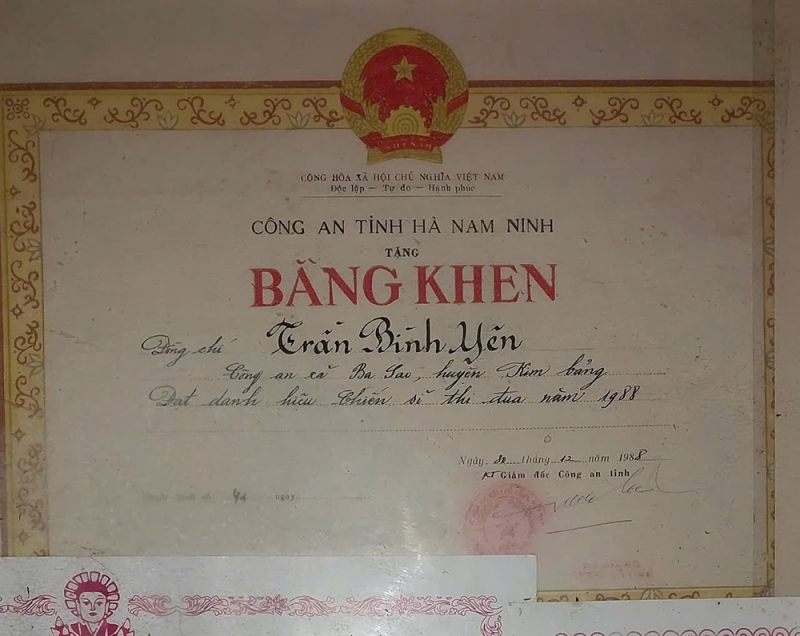 CỘNG HÒA XÃ HỘI CHỦ NGHĨA VIỆT NAM
Độc lập — Tự do — Hạnh phúc
CÔNG AN TỈNH HÀ NAM NINH
TẶNG
BẰNG KHEN
Đồng chí Trần Bình Yên
Công an xã Ba Sao, huyện Kim bảng
Đạt danh hiệu Chiến sĩ thi đua năm 1988
Ngày tháng 12 năm 1988
KT Giám đốc Công an tỉnh
ngày